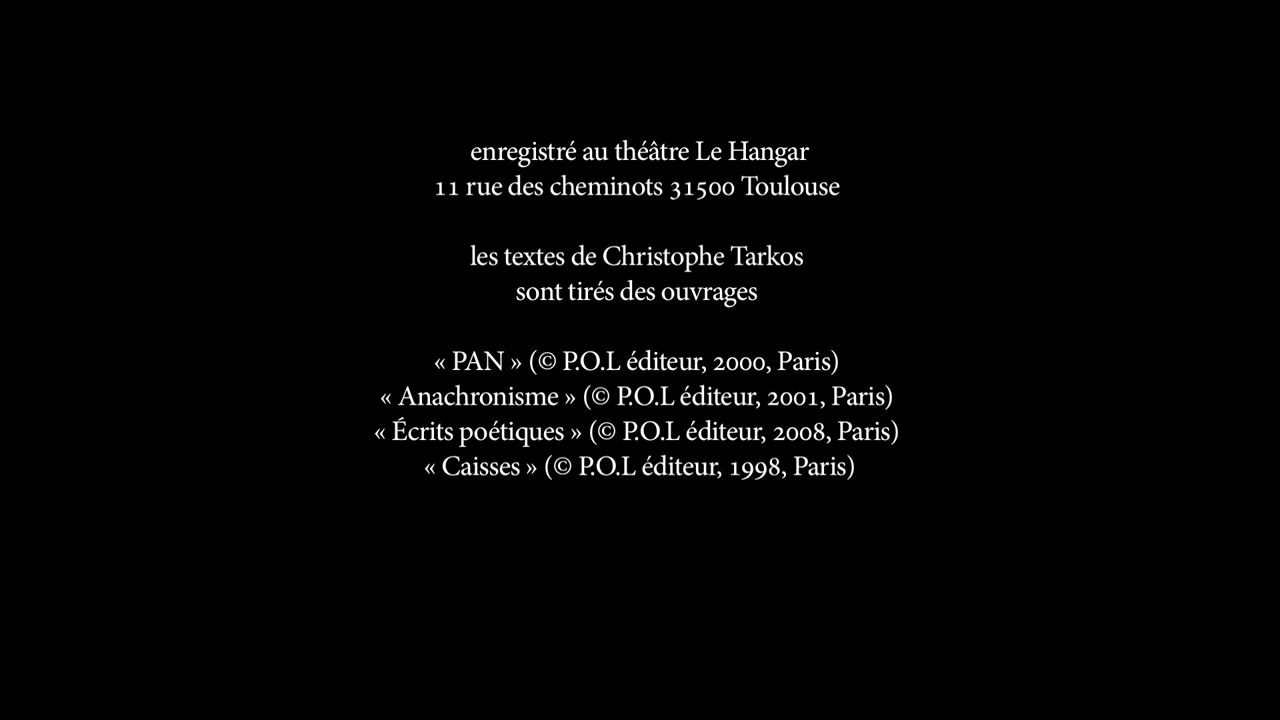 enregistré au théâtre Le Hangar
11 rue des cheminots 31500 Toulouse
les textes de Christophe Tarkos
sont tirés des ouvrages
« PAN » (© P.O.L éditeur, 2000, Paris)
« Anachronisme » (© P.O.L éditeur, 2001, Paris)
« Écrits poétiques » (© P.O.L éditeur, 2008, Paris)
« Caisses » (© P.O.L éditeur, 1998, Paris)